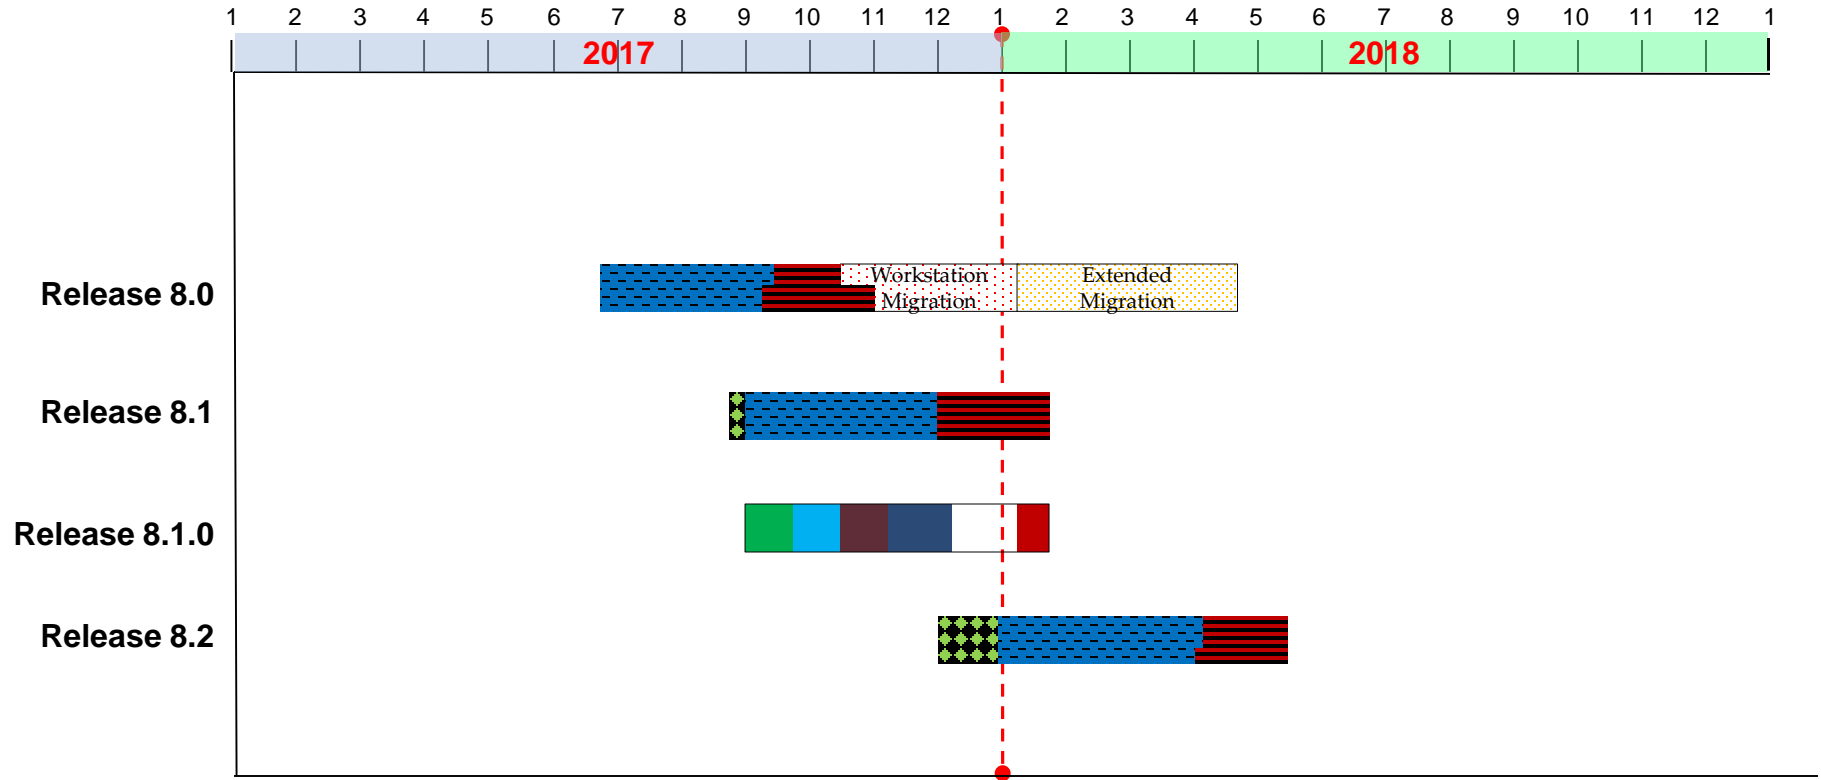 1 2 3 4 5 6 7 8 9 10 11 12 1 2 3 4 5 6 7 8 9 10 11 12 1
2017 2018
Release 8.0
Workstation Extended
Migration Migration
Release 8.1
Release 8.1.0
Release 8.2